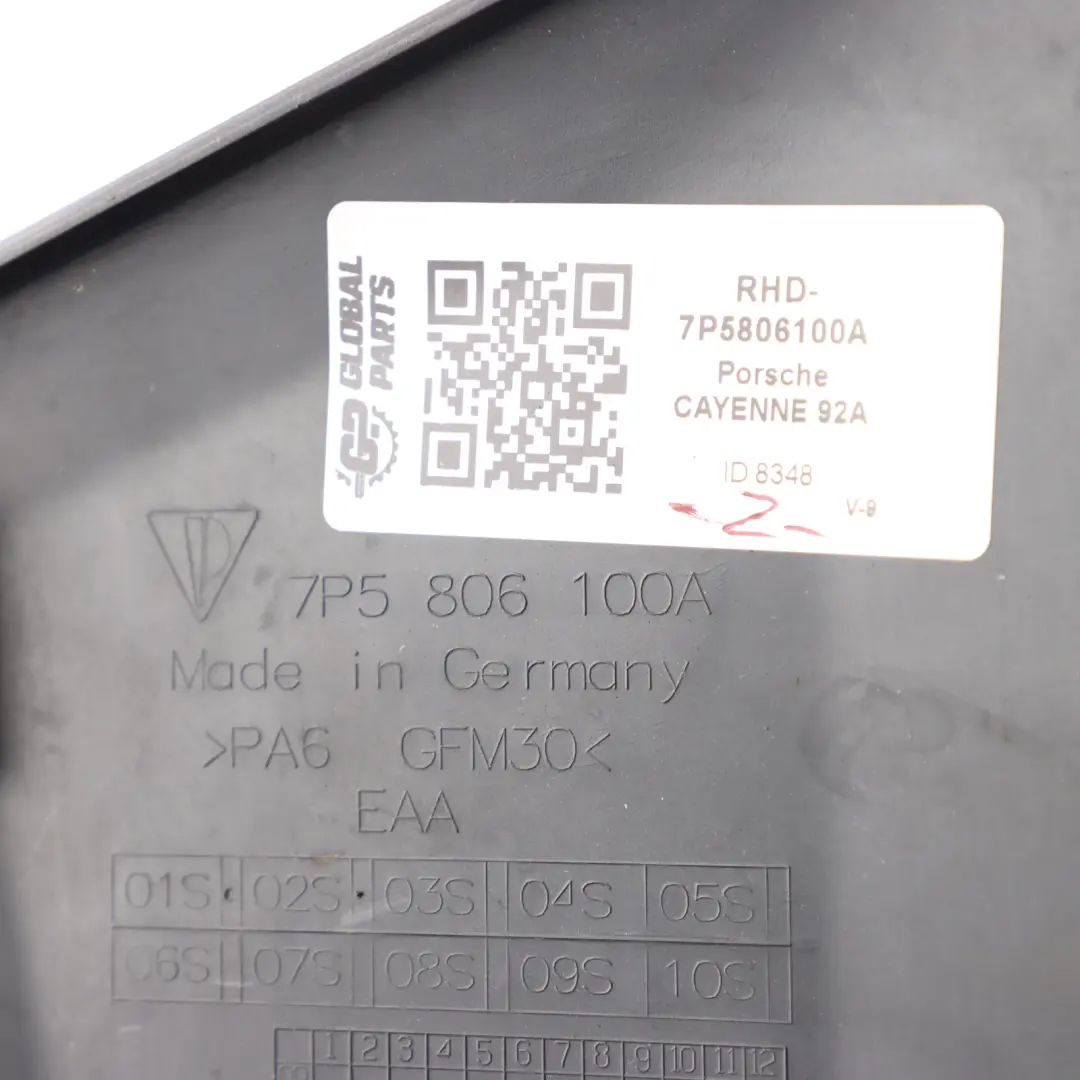 GLOBAL
PARTS
GP
RHD-
7P5806100A
Porsche
CAYENNE 92A
ID 8348
-2-
V-9
7P5 806 100A
Made in Germany
>PA6 GFM30<
EAA
01S 02S 03S 04S 05S
06S 07S 08S 09S 10S
1 2 3 4 5 6 7 8 9 10 11 12